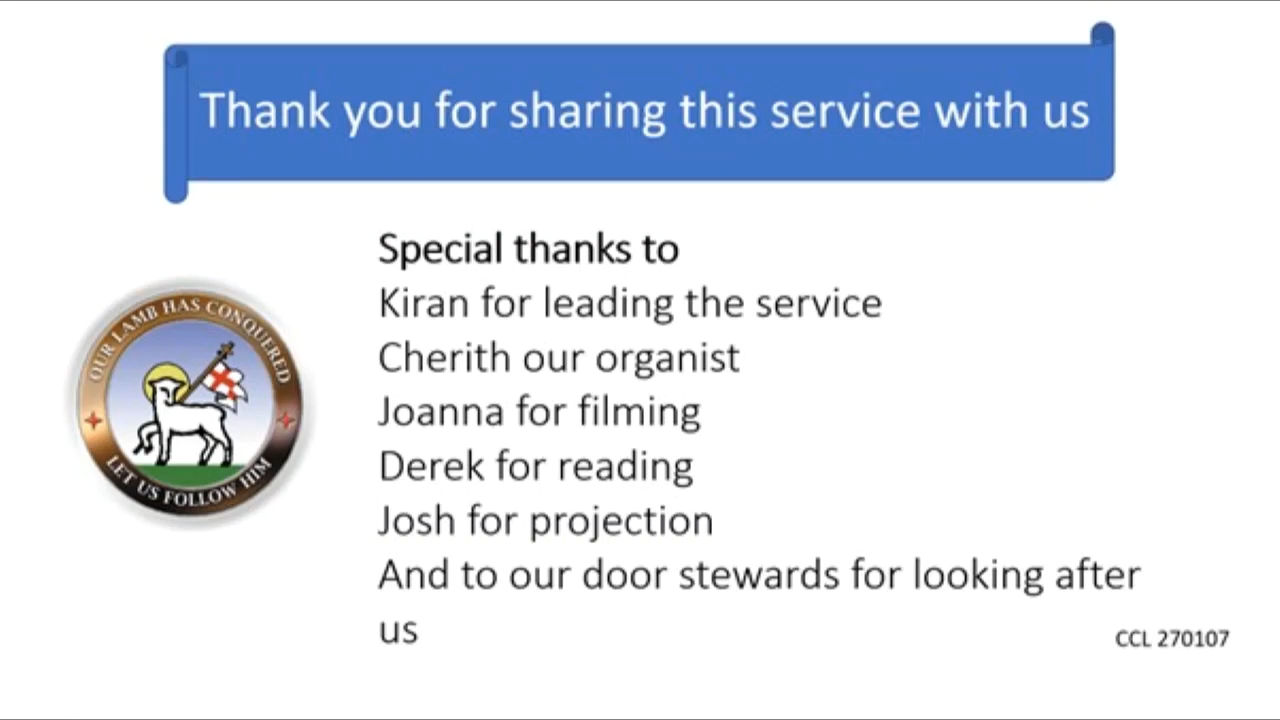 Thank you for sharing this service with us
Special thanks to
Kiran for leading the service
Cherith our organist
Joanna for filming
Derek for reading
Josh for projection
And to our door stewards for looking after
us
OUR LAMB HAS CONQUERED
LET US FOLLOW HIM
CCL 270107